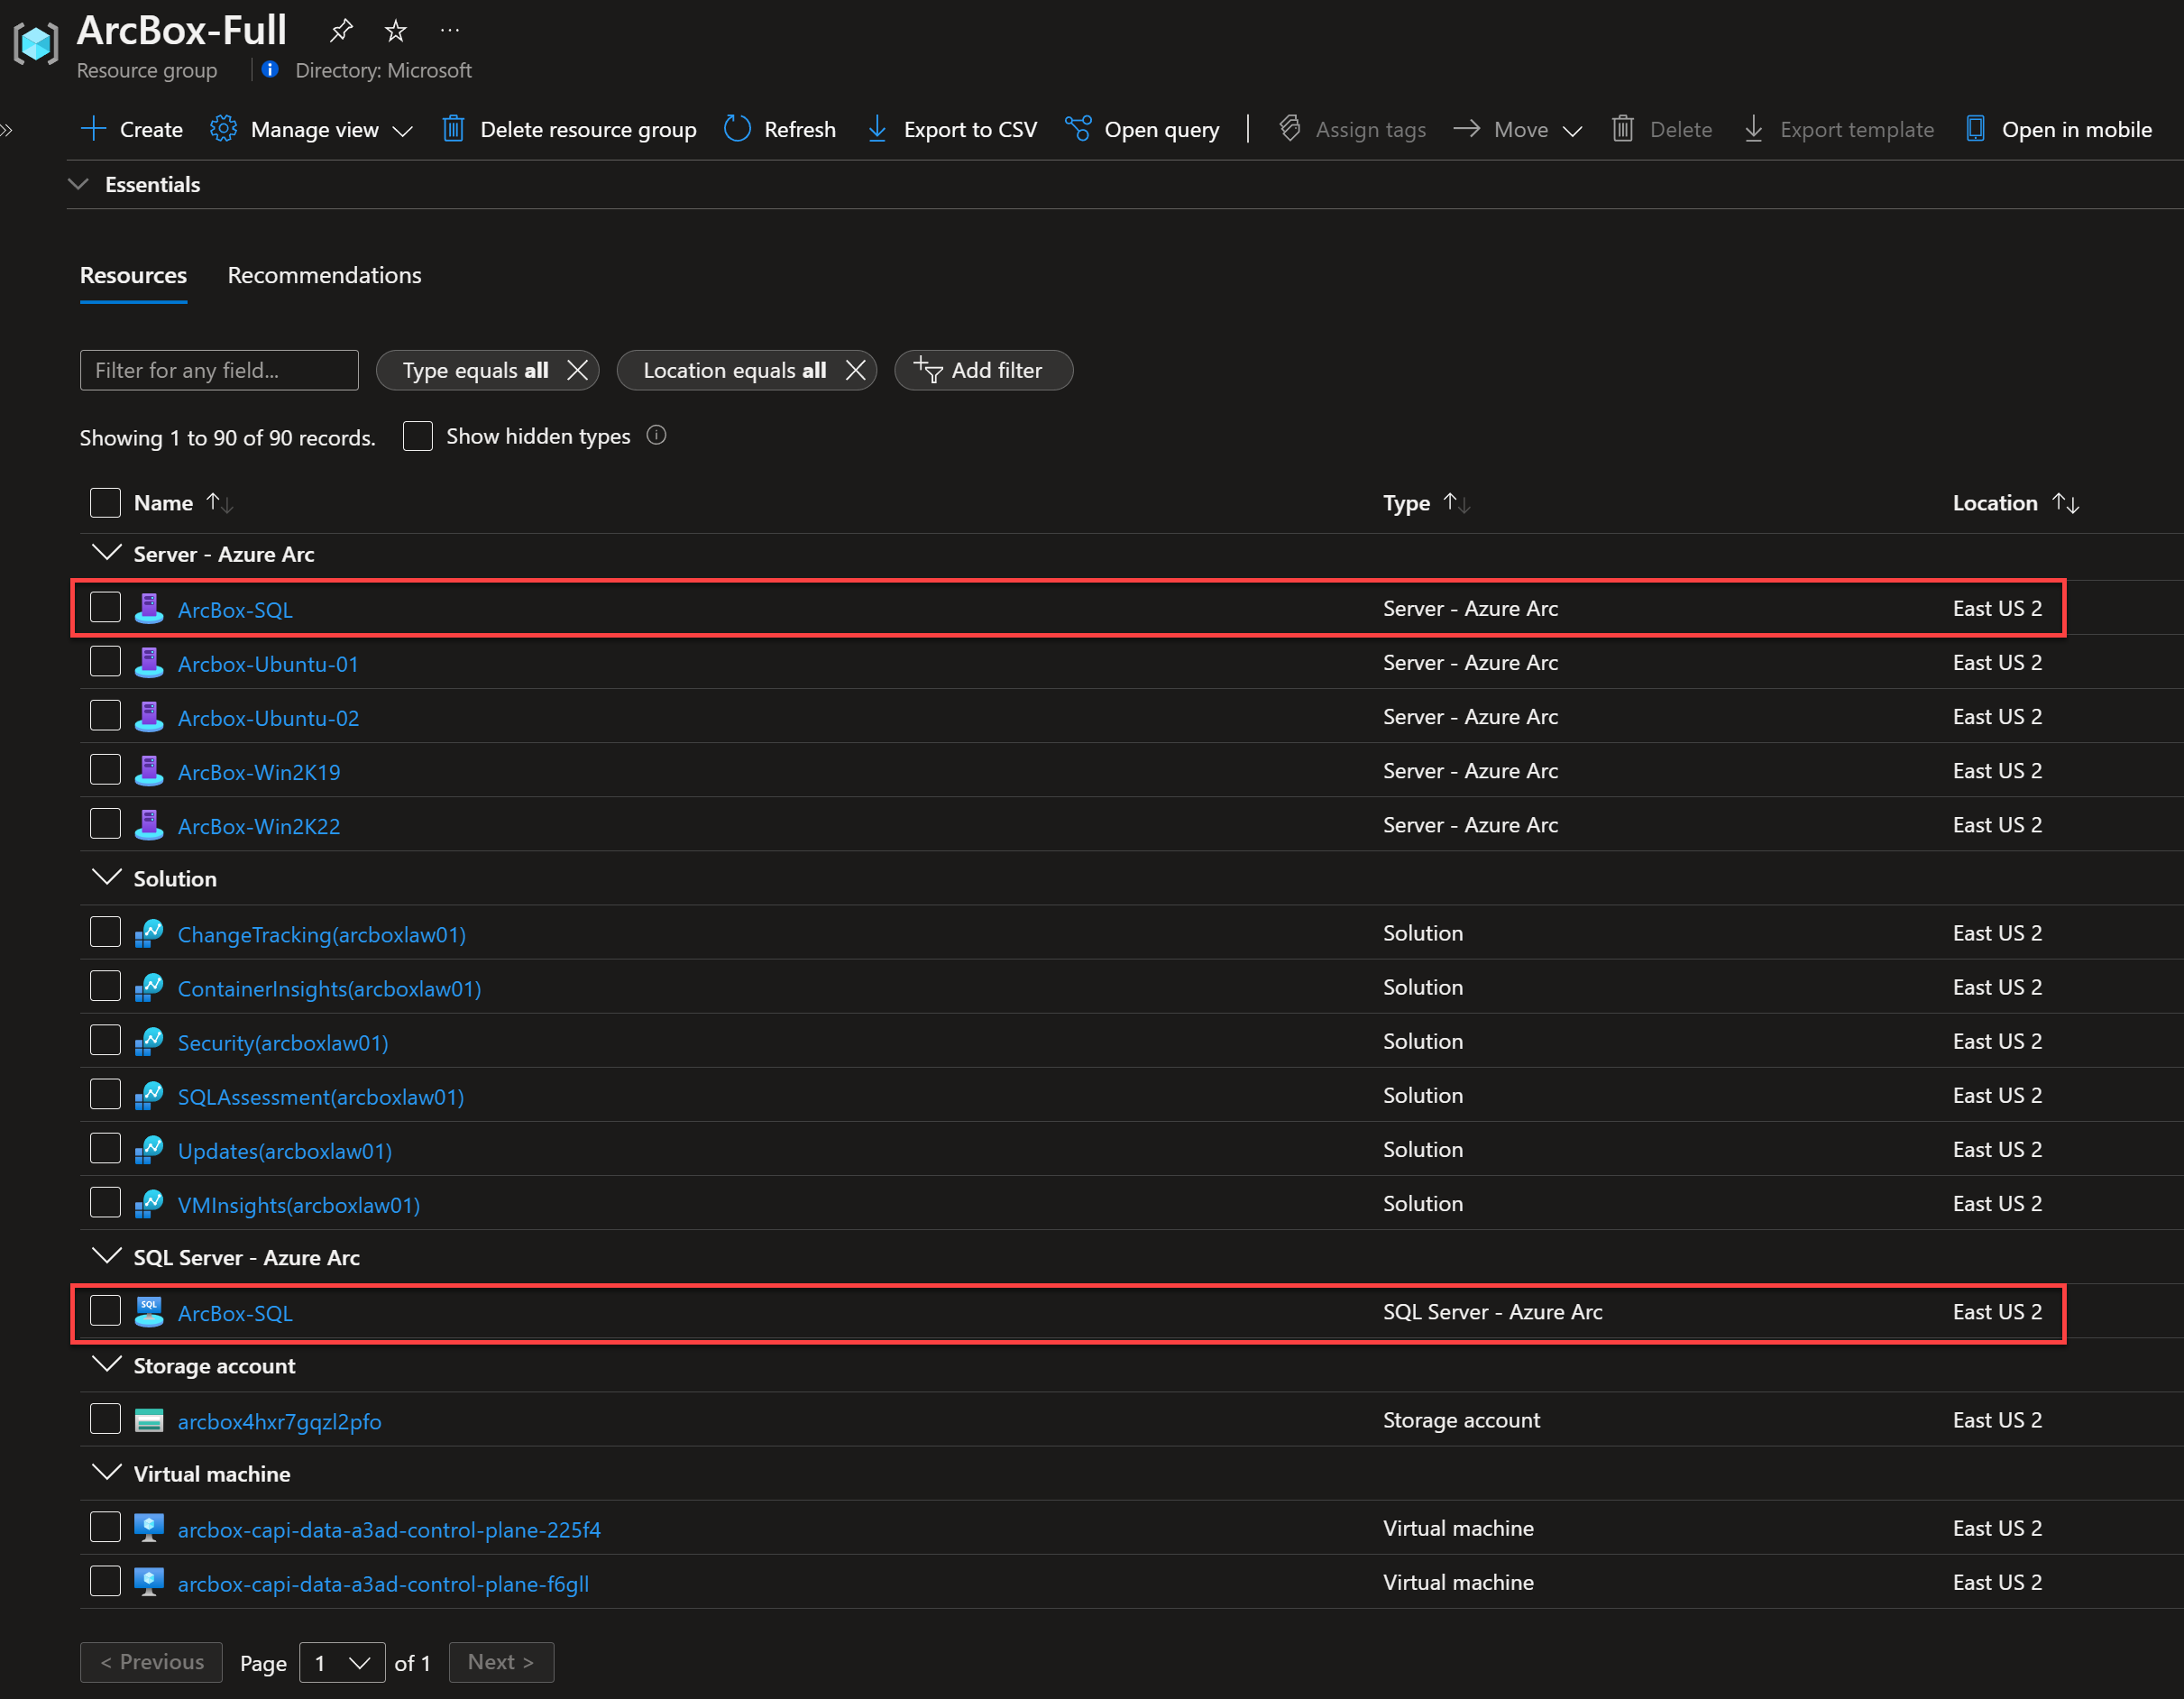 ArcBox-Full
Resource group
Directory: Microsoft
Create Manage view Delete resource group Refresh Export to CSV Open query Assign tags Move Delete Export template Open in mobile
Essentials
Resources Recommendations
Filter for any field... Type equals all Location equals all Add filter
Showing 1 to 90 of 90 records. Show hidden types
Name Type Location
Server - Azure Arc
ArcBox-SQL Server - Azure Arc East US 2
Arcbox-Ubuntu-01 Server - Azure Arc East US 2
Arcbox-Ubuntu-02 Server - Azure Arc East US 2
ArcBox-Win2K19 Server - Azure Arc East US 2
ArcBox-Win2K22 Server - Azure Arc East US 2
Solution
ChangeTracking(arcboxlaw01) Solution East US 2
ContainerInsights(arcboxlaw01) Solution East US 2
Security(arcboxlaw01) Solution East US 2
SQLAssessment(arcboxlaw01) Solution East US 2
Updates(arcboxlaw01) Solution East US 2
VMInsights(arcboxlaw01) Solution East US 2
SQL Server - Azure Arc
SQL ArcBox-SQL SQL Server - Azure Arc East US 2
Storage account
arcbox4hxr7gqzl2pfo Storage account East US 2
Virtual machine
arcbox-capi-data-a3ad-control-plane-225f4 Virtual machine East US 2
arcbox-capi-data-a3ad-control-plane-f6gll Virtual machine East US 2
< Previous Page 1 of 1 Next >